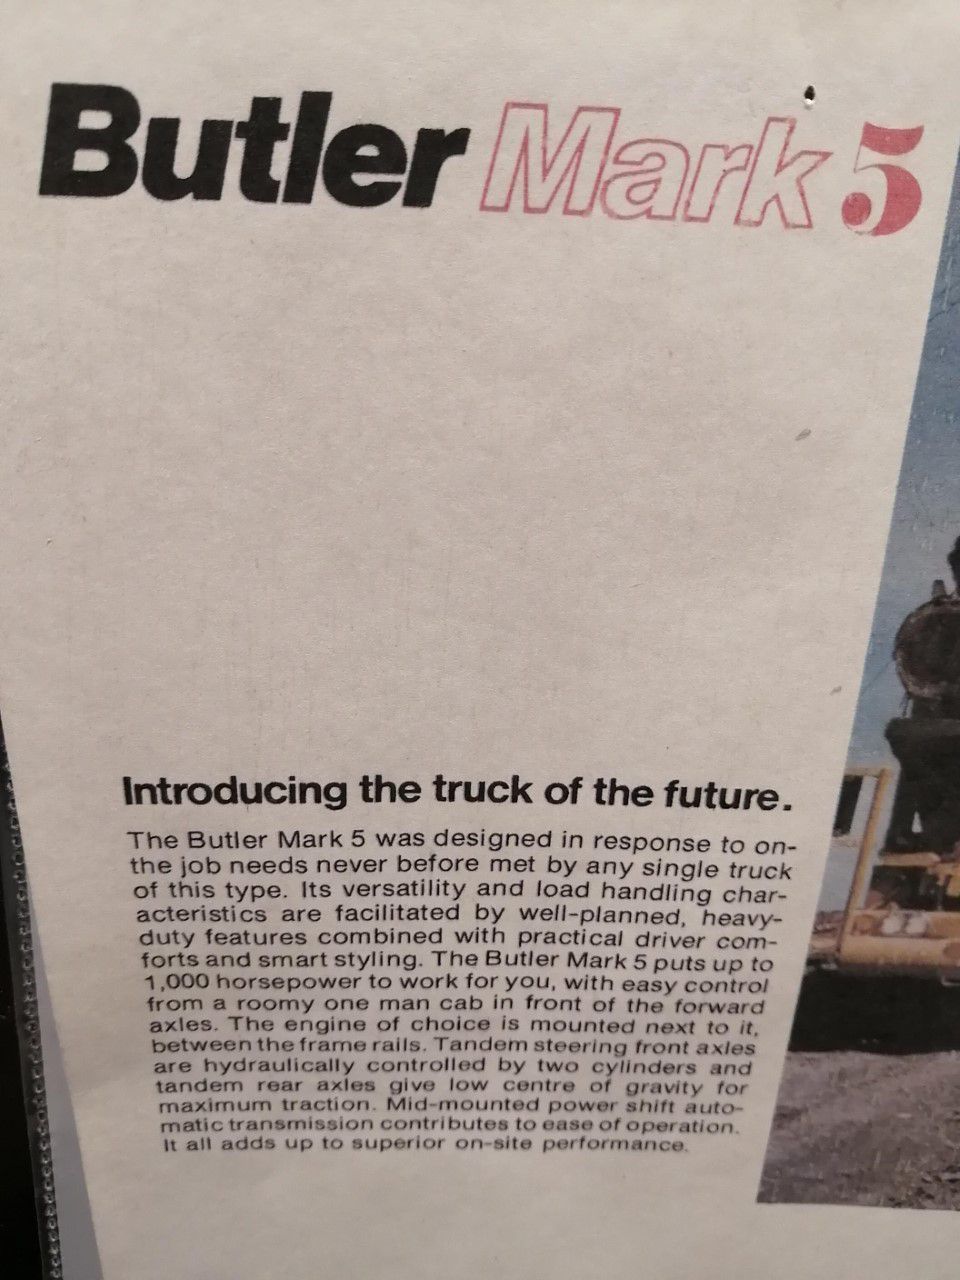 Butler Mark 5
Introducing the truck of the future.
The Butler Mark 5 was designed in response to on-
the job needs never before met by any single truck
of this type. Its versatility and load handling char-
acteristics are facilitated by well-planned, heavy-
duty features combined with practical driver com-
forts and smart styling. The Butler Mark 5 puts up to
1,000 horsepower to work for you, with easy control
from a roomy one man cab in front of the forward
axles. The engine of choice is mounted next to it,
between the frame rails. Tandem steering front axles
are hydraulically controlled by two cylinders and
tandem rear axles give low centre of gravity for
maximum traction. Mid-mounted power shift auto-
matic transmission contributes to ease of operation.
It all adds up to superior on-site performance.